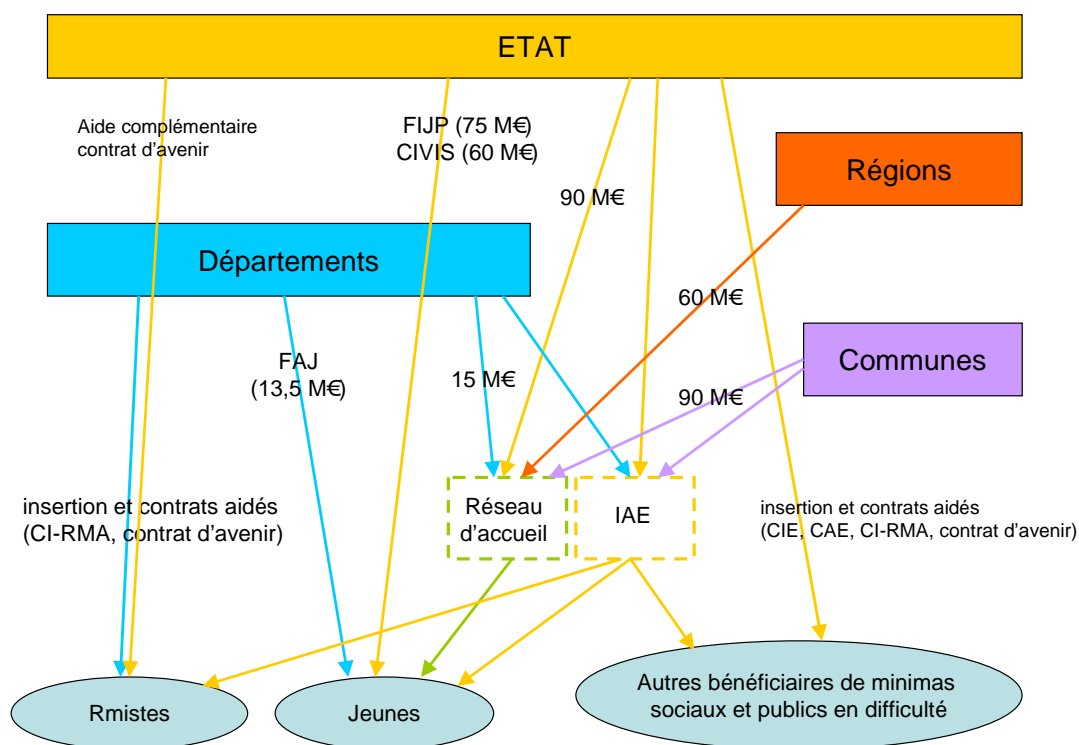 ETAT
Aide complémentaire
contrat d'avenir
FIJP (75 M€)
CIVIS (60 M€)
90 M€
Régions
Départements
60 M€
Communes
FAJ
(13,5 M€)
15 M€
90 M€
insertion et contrats aidés
(CI-RMA, contrat d'avenir)
Réseau
d'accueil
IAE
insertion et contrats aidés
(CIE, CAE, CI-RMA, contrat d'avenir)
Rmistes
Jeunes
Autres bénéficiaires de minimas
sociaux et publics en difficulté